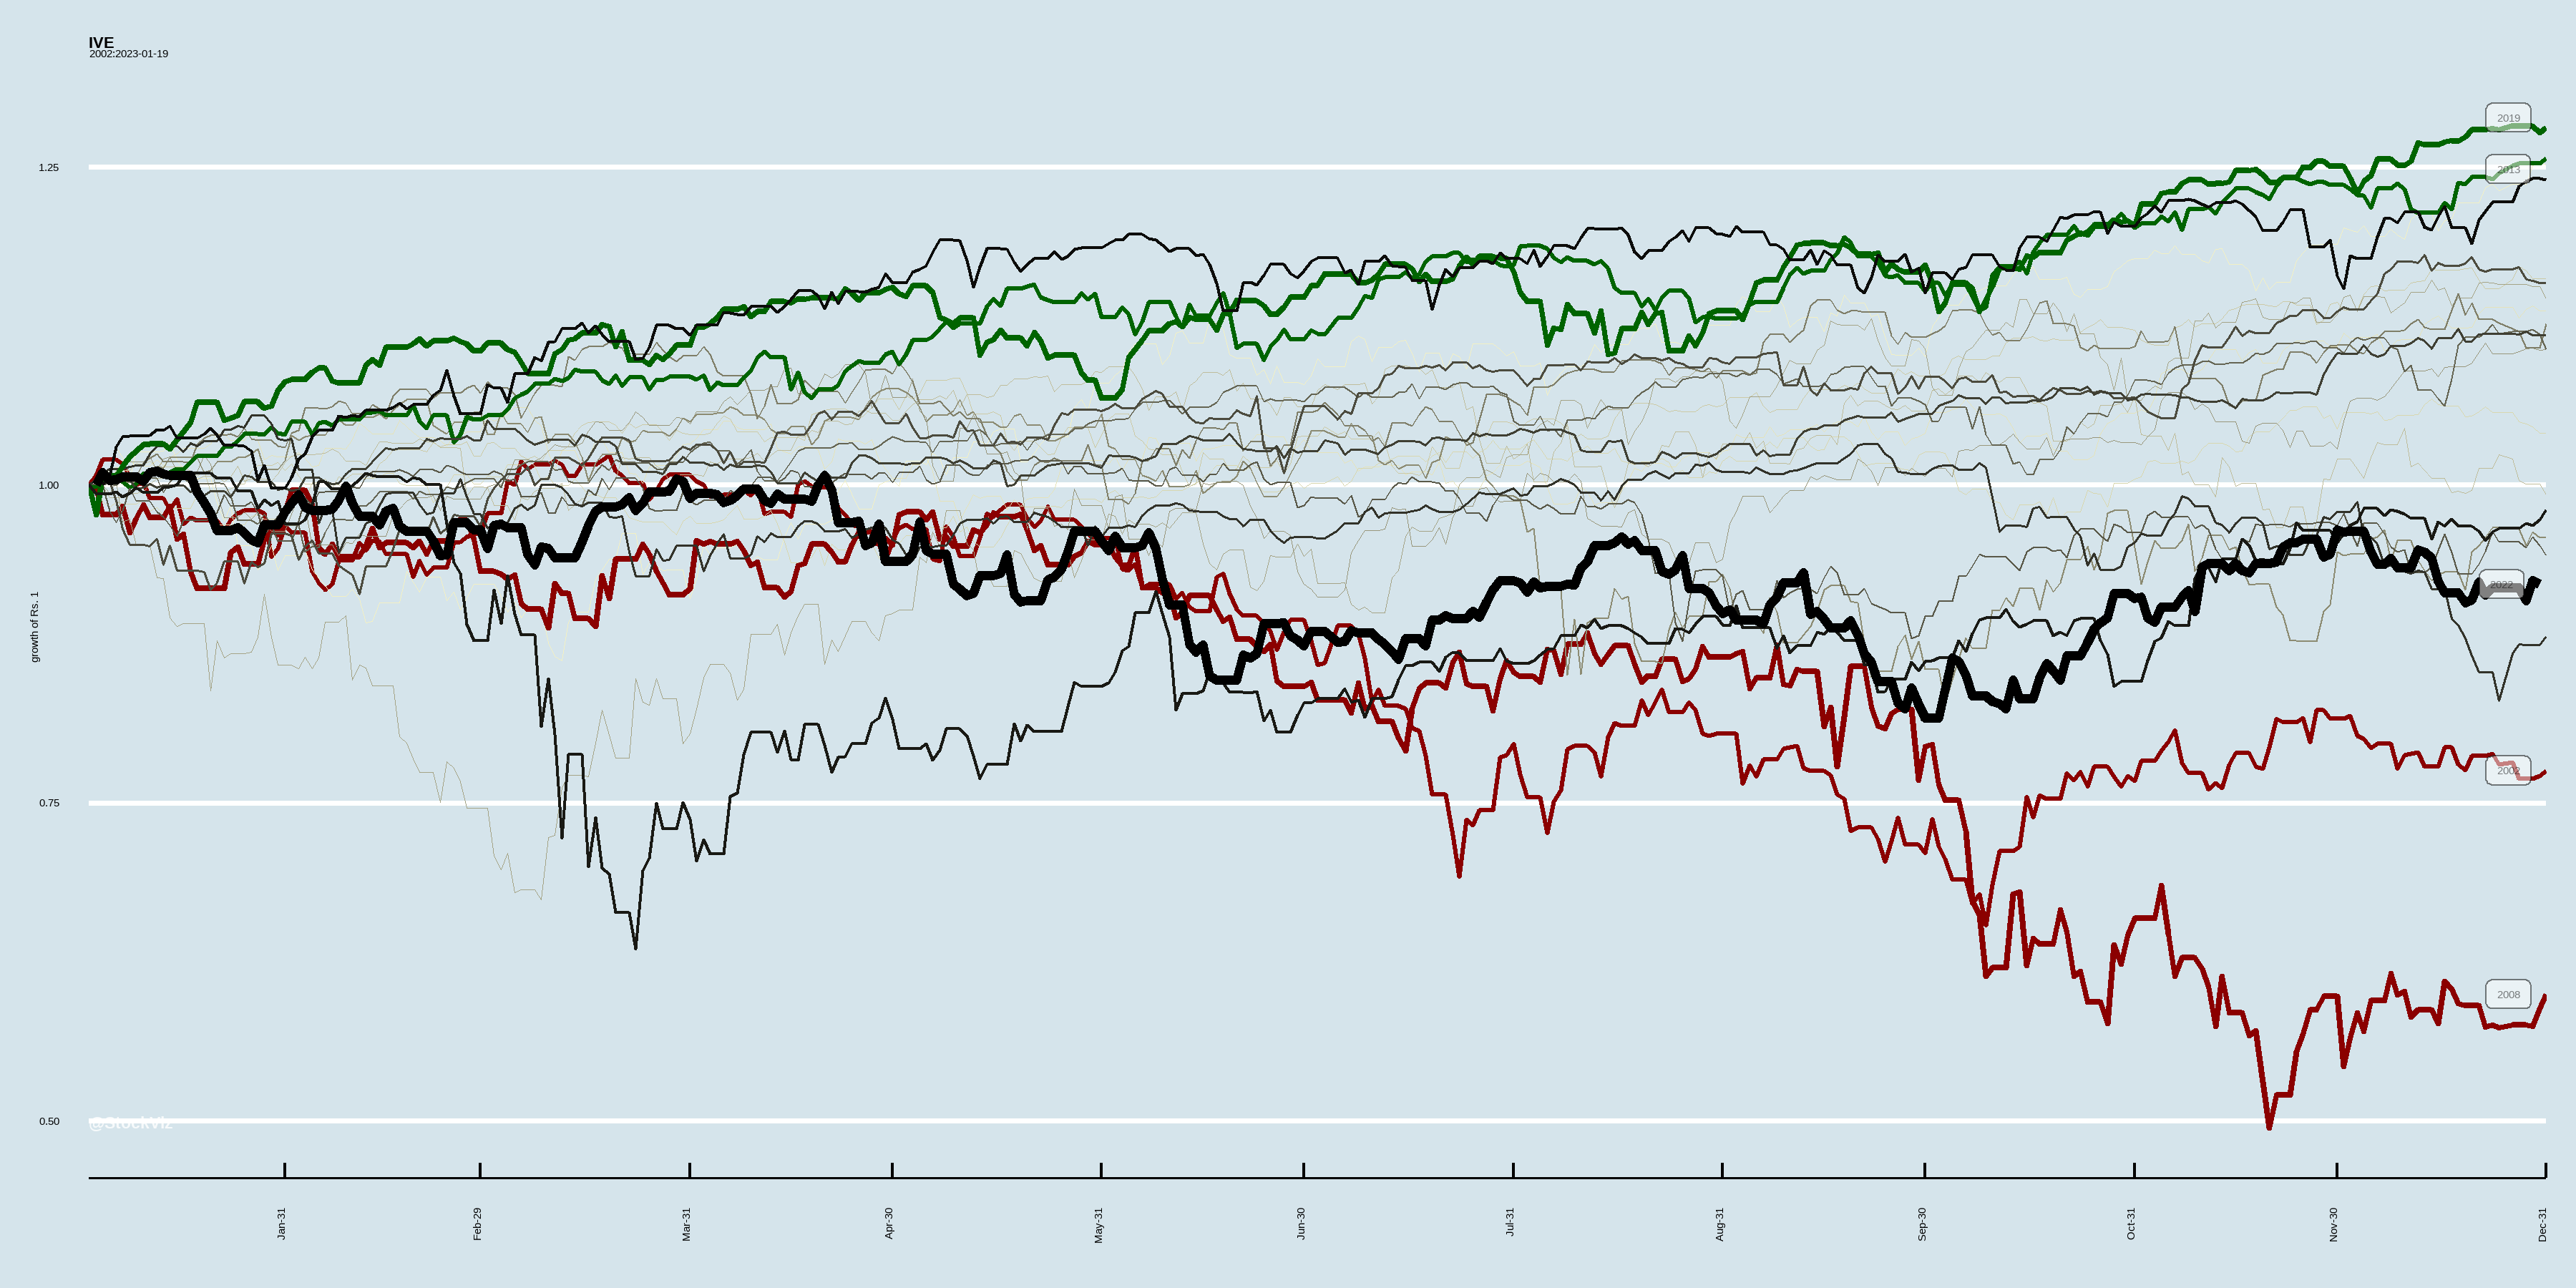 IVE
2002:2023-01-19
2019
1.25
2013
1.00
2022
growth of Rs. 1
2002
0.75
2008
0.50
@StockViz
Jan-31
Feb-29
Mar-31
Apr-30
May-31
Jun-30
Jul-31
Aug-31
Sep-30
Oct-31
Nov-30
Dec-31